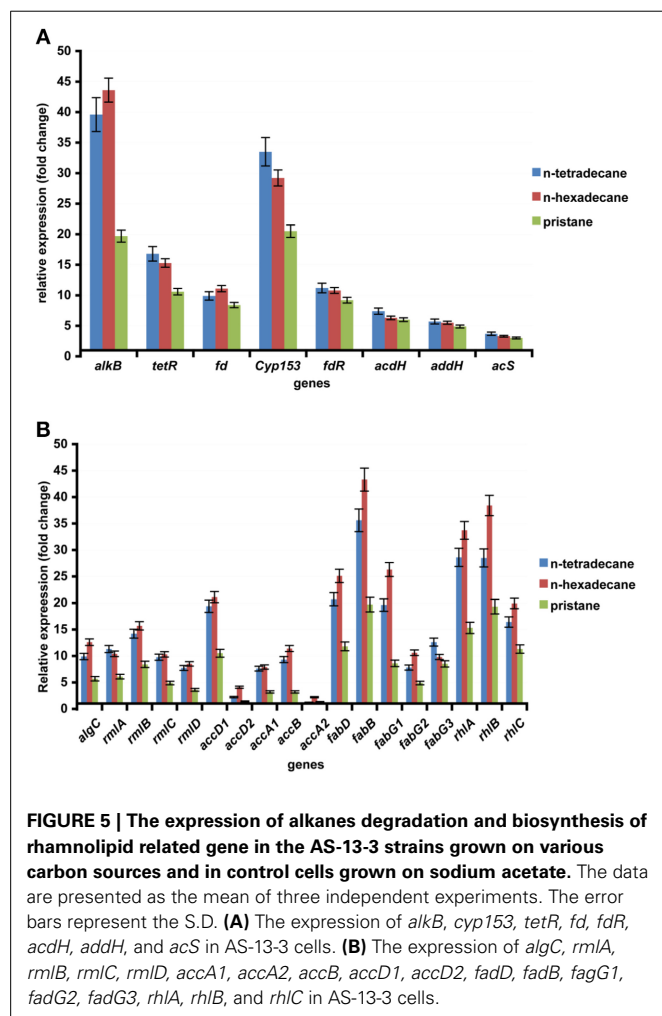 A
50
45
40
35
30
25
20
15
10
5
0
relative expression (fold change)
alkB tetR fd Cyp153 fdR acdH addH acS
genes
n-tetradecane
n-hexadecane
pristane
B
50
45
40
35
30
25
20
15
10
5
0
Relative expreession (fold change)
algC rmlA rmlB rmlC rmlD accD1 accD2 accA1 accB accA2 fabD fabB fabG1 fabG2 fabG3 rhlA rhlB rhlC
genes
n-tetradecane
n-hexadecane
pristane
FIGURE 5 | The expression of alkanes degradation and biosynthesis of
rhamnolipid related gene in the AS-13-3 strains grown on various
carbon sources and in control cells grown on sodium acetate. The data
are presented as the mean of three independent experiments. The error
bars represent the S.D. (A) The expression of alkB, cyp153, tetR, fd, fdR,
acdH, addH, and acS in AS-13-3 cells. (B) The expression of algC, rmlA,
rmlB, rmlC, rmlD, accA1, accA2, accB, accD1, accD2, fadD, fadB, fagG1,
fadG2, fadG3, rhlA, rhlB, and rhlC in AS-13-3 cells.